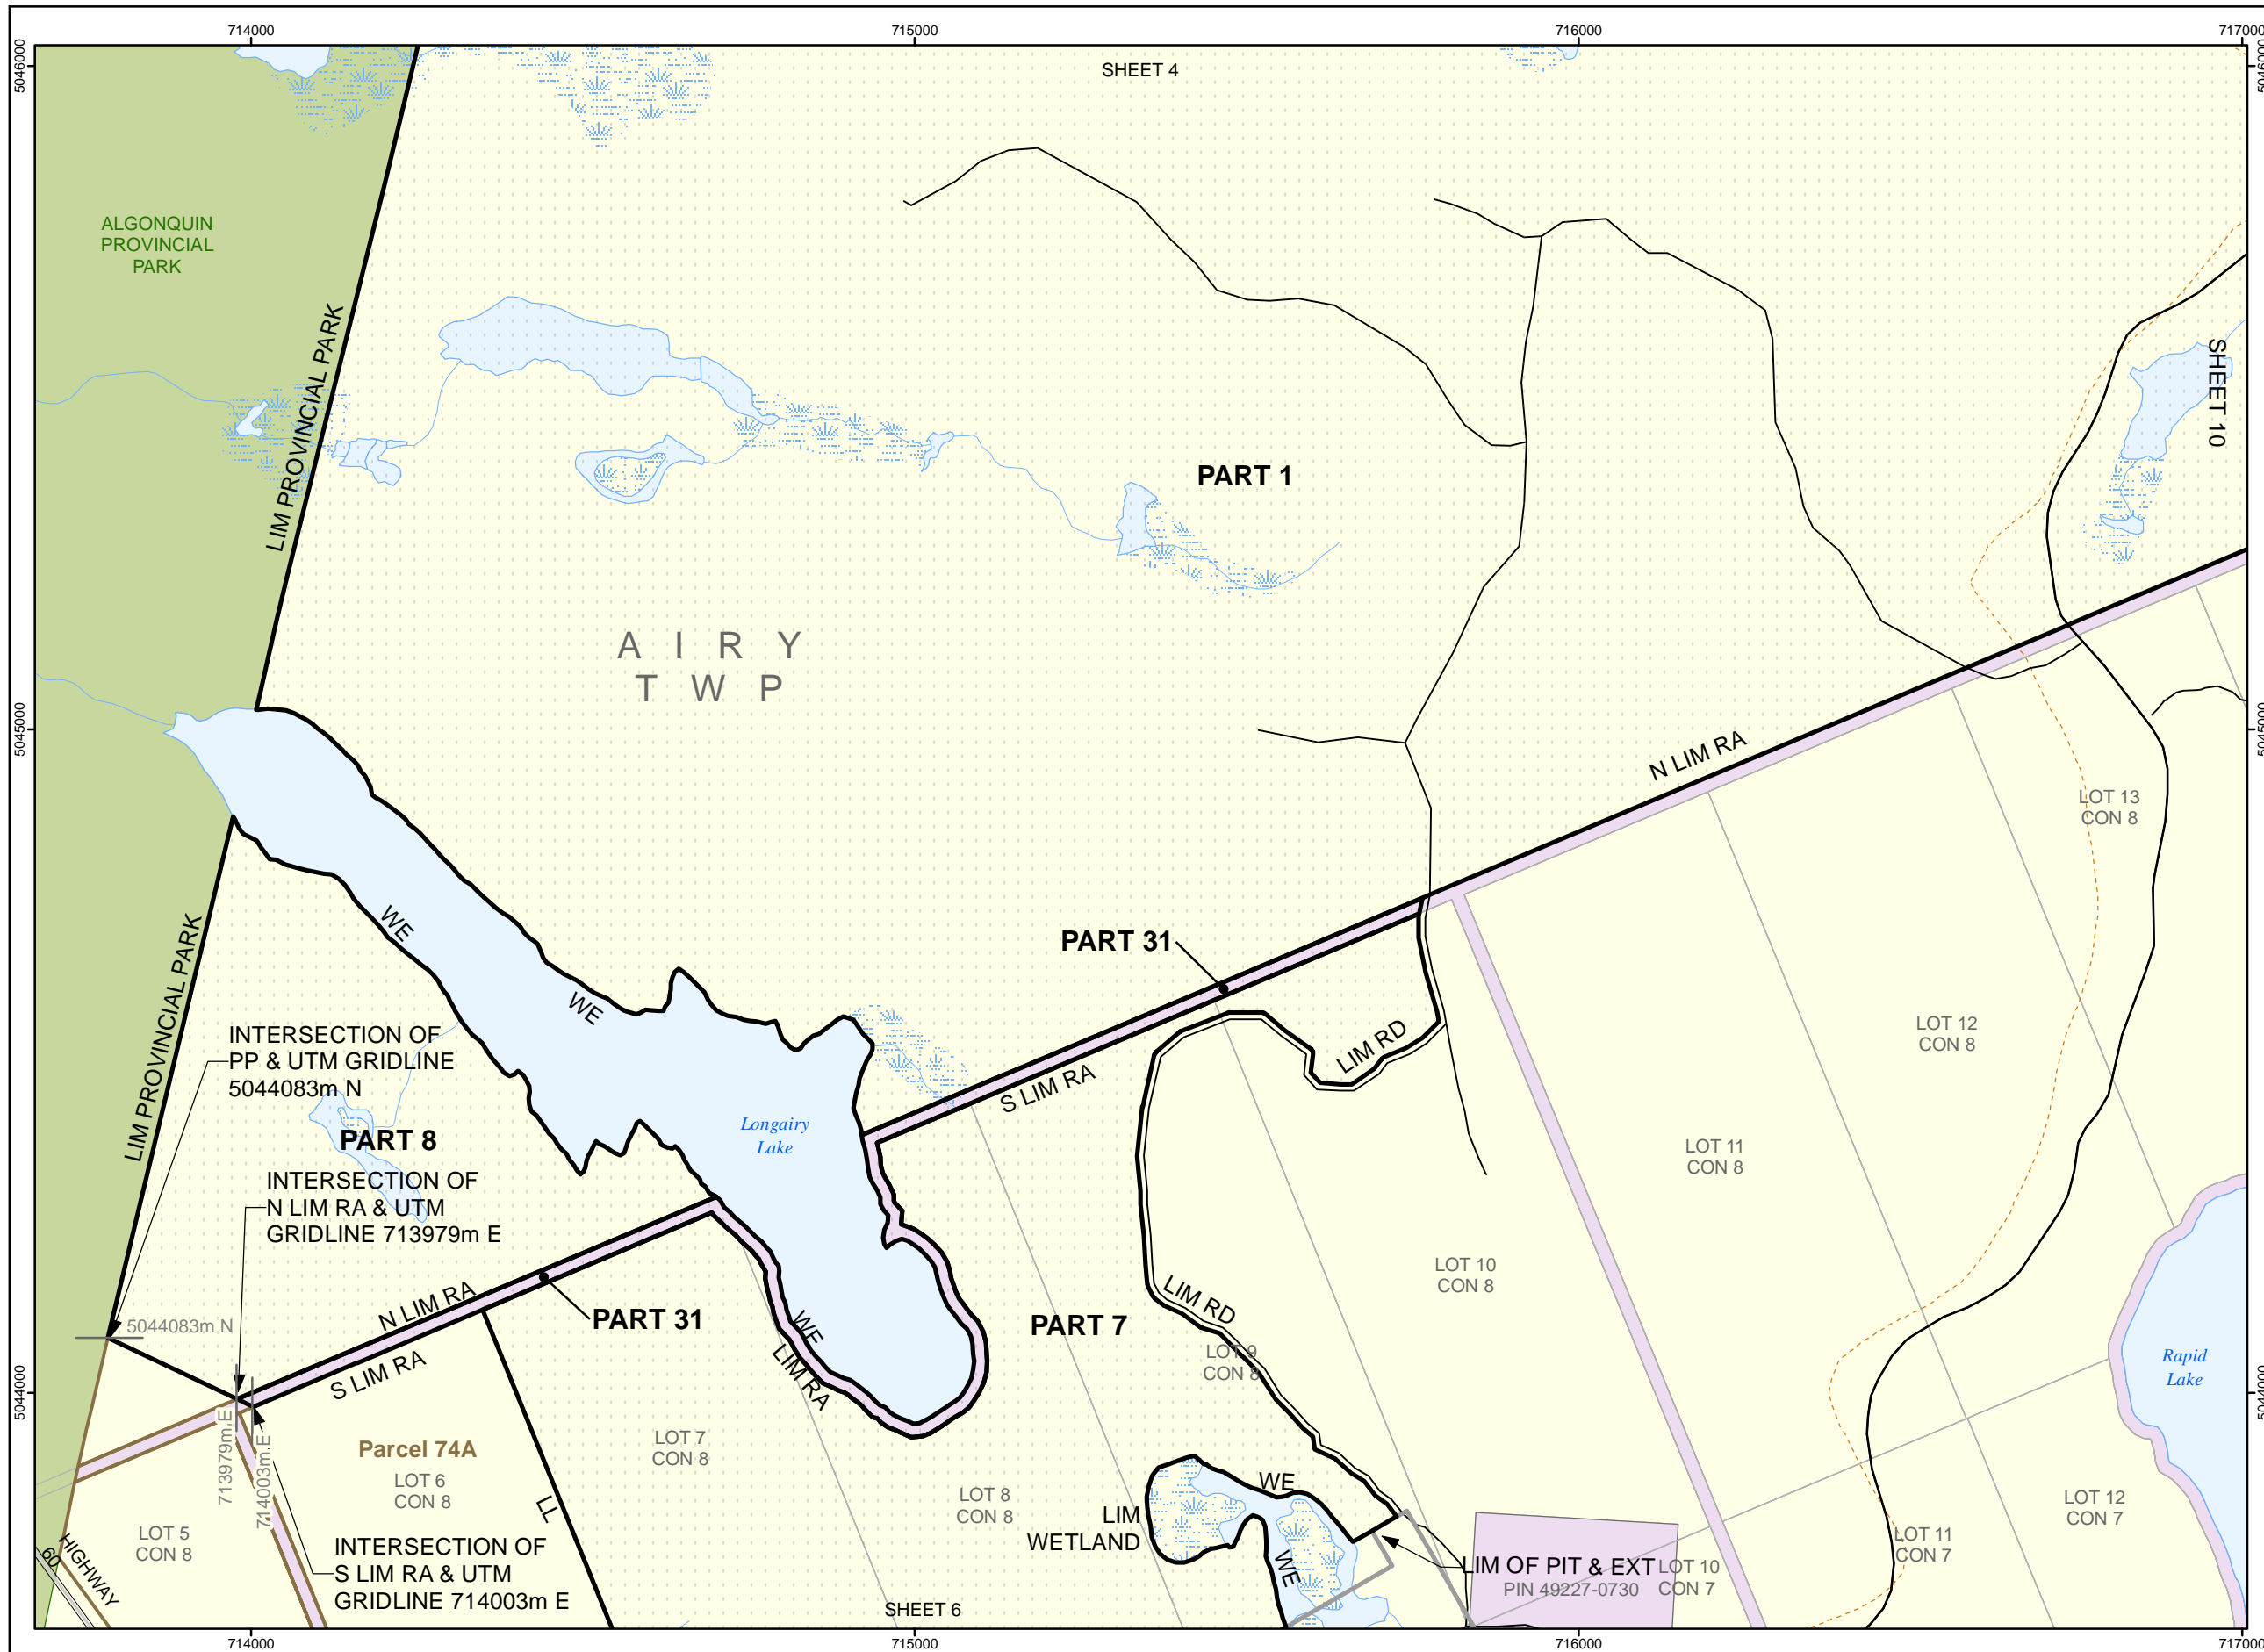 714000
715000
716000
717000
5046000
5046000
SHEET 4
ALGONQUIN
PROVINCIAL
PARK
LIM PROVINCIAL PARK
SHEET 10
PART 1
A I R Y
T W P
5045000
5045000
N LIM RA
LOT 13
CON 8
WE
WE
PART 31
LIM PROVINCIAL PARK
LOT 12
CON 8
LIM RD
S LIM RA
INTERSECTION OF
PP & UTM GRIDLINE
5044083m N
Longairy
Lake
PART 8
LOT 11
CON 8
INTERSECTION OF
N LIM RA & UTM
GRIDLINE 713979m E
LOT 10
CON 8
N LIM RA
PART 31
5044083m N
WE
LIM RA
PART 7
LIM RD
LOT 9
CON 8
Rapid
Lake
S LIM RA
5044000
5044000
713979m E
714003m E
Parcel 74A
LOT 6
CON 8
LOT 7
CON 8
LL
LOT 8
CON 8
WE
LIM
WETLAND
WE
LOT 12
CON 7
LOT 11
CON 7
LOT 5
CON 8
HIGHWAY
60
INTERSECTION OF
S LIM RA & UTM
GRIDLINE 714003m E
LIM OF PIT & EXT
PIN 49227-0730
LOT 10
CON 7
SHEET 6
714000
715000
716000
717000